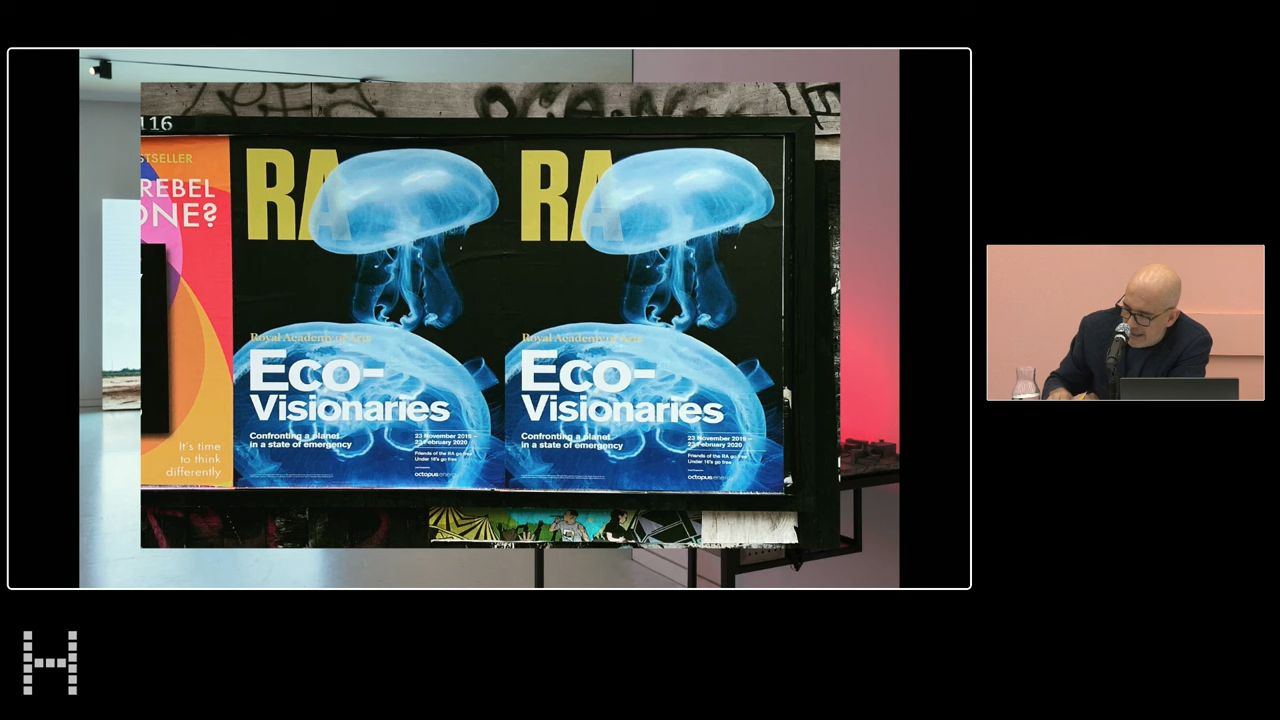 116
STSELLER
REBEL
ONE?
It's time
to think
differently
RA
Royal Academy of Arts
Eco-
Visionaries
Confronting a planet
in a state of emergency
23 November 2019 –
23 February 2020
Friends of the RA go free
Under 16's go free
octopus energy
RA
Royal Academy of Arts
Eco-
Visionaries
Confronting a planet
in a state of emergency
23 November 2019 –
23 February 2020
Friends of the RA go free
Under 16's go free
octopus energy
H